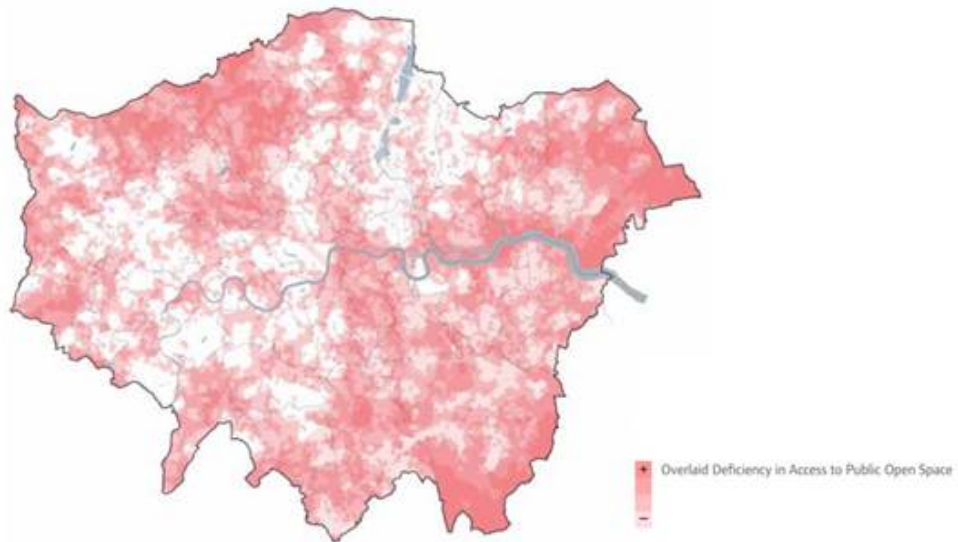 + Overlaid Deficiency in Access to Public Open Space
−